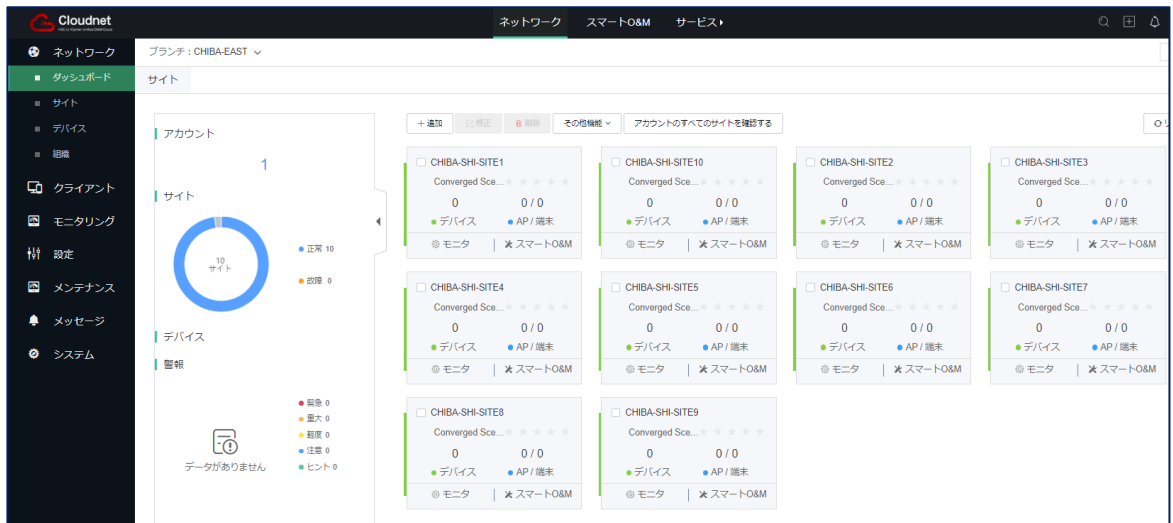 Cloudnet
ネットワーク スマートO&M サービス
ネットワーク
ダッシュボード
サイト
デバイス
組織
クライアント
モニタリング
設定
メンテナンス
メッセージ
システム
ブランチ : CHIBA-EAST
サイト
アカウント
1
サイト
10
サイト
正常 10
故障 0
デバイス
警報
データがありません
緊急 0
重大 0
軽度 0
注意 0
ヒント 0
+ 追加 修正 削除 その他機能 アカウントのすべてのサイトを確認する
CHIBA-SHI-SITE1
Converged Sce...
0 0 / 0
デバイス AP / 端末
モニタ スマートO&M
CHIBA-SHI-SITE10
Converged Sce...
0 0 / 0
デバイス AP / 端末
モニタ スマートO&M
CHIBA-SHI-SITE2
Converged Sce...
0 0 / 0
デバイス AP / 端末
モニタ スマートO&M
CHIBA-SHI-SITE3
Converged Sce...
0 0 / 0
デバイス AP / 端末
モニタ スマートO&M
CHIBA-SHI-SITE4
Converged Sce...
0 0 / 0
デバイス AP / 端末
モニタ スマートO&M
CHIBA-SHI-SITE5
Converged Sce...
0 0 / 0
デバイス AP / 端末
モニタ スマートO&M
CHIBA-SHI-SITE6
Converged Sce...
0 0 / 0
デバイス AP / 端末
モニタ スマートO&M
CHIBA-SHI-SITE7
Converged Sce...
0 0 / 0
デバイス AP / 端末
モニタ スマートO&M
CHIBA-SHI-SITE8
Converged Sce...
0 0 / 0
デバイス AP / 端末
モニタ スマートO&M
CHIBA-SHI-SITE9
Converged Sce...
0 0 / 0
デバイス AP / 端末
モニタ スマートO&M